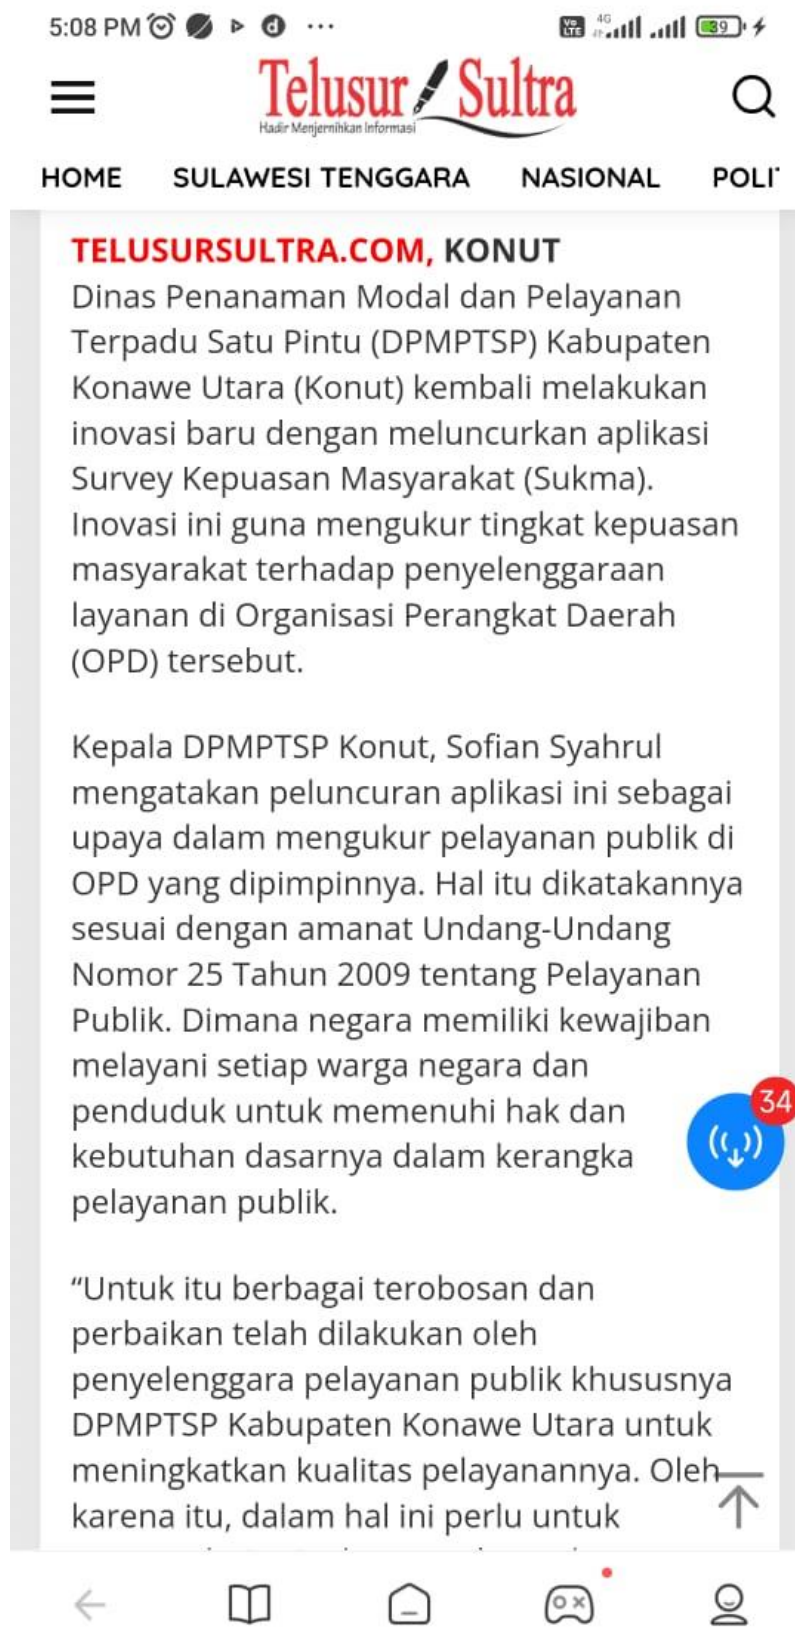 5:08 PM
Vo LTE 4G 39
Telusur Sultra
Hadir Menjernihkan Informasi
HOME SULAWESI TENGGARA NASIONAL POLI
TELUSURSULTRA.COM, KONUT
Dinas Penanaman Modal dan Pelayanan
Terpadu Satu Pintu (DPMPTSP) Kabupaten
Konawe Utara (Konut) kembali melakukan
inovasi baru dengan meluncurkan aplikasi
Survey Kepuasan Masyarakat (Sukma).
Inovasi ini guna mengukur tingkat kepuasan
masyarakat terhadap penyelenggaraan
layanan di Organisasi Perangkat Daerah
(OPD) tersebut.
Kepala DPMPTSP Konut, Sofian Syahrul
mengatakan peluncuran aplikasi ini sebagai
upaya dalam mengukur pelayanan publik di
OPD yang dipimpinnya. Hal itu dikatakannya
sesuai dengan amanat Undang-Undang
Nomor 25 Tahun 2009 tentang Pelayanan
Publik. Dimana negara memiliki kewajiban
melayani setiap warga negara dan
penduduk untuk memenuhi hak dan
34
kebutuhan dasarnya dalam kerangka
pelayanan publik.
“Untuk itu berbagai terobosan dan
perbaikan telah dilakukan oleh
penyelenggara pelayanan publik khususnya
DPMPTSP Kabupaten Konawe Utara untuk
meningkatkan kualitas pelayanannya. Oleh
karena itu, dalam hal ini perlu untuk